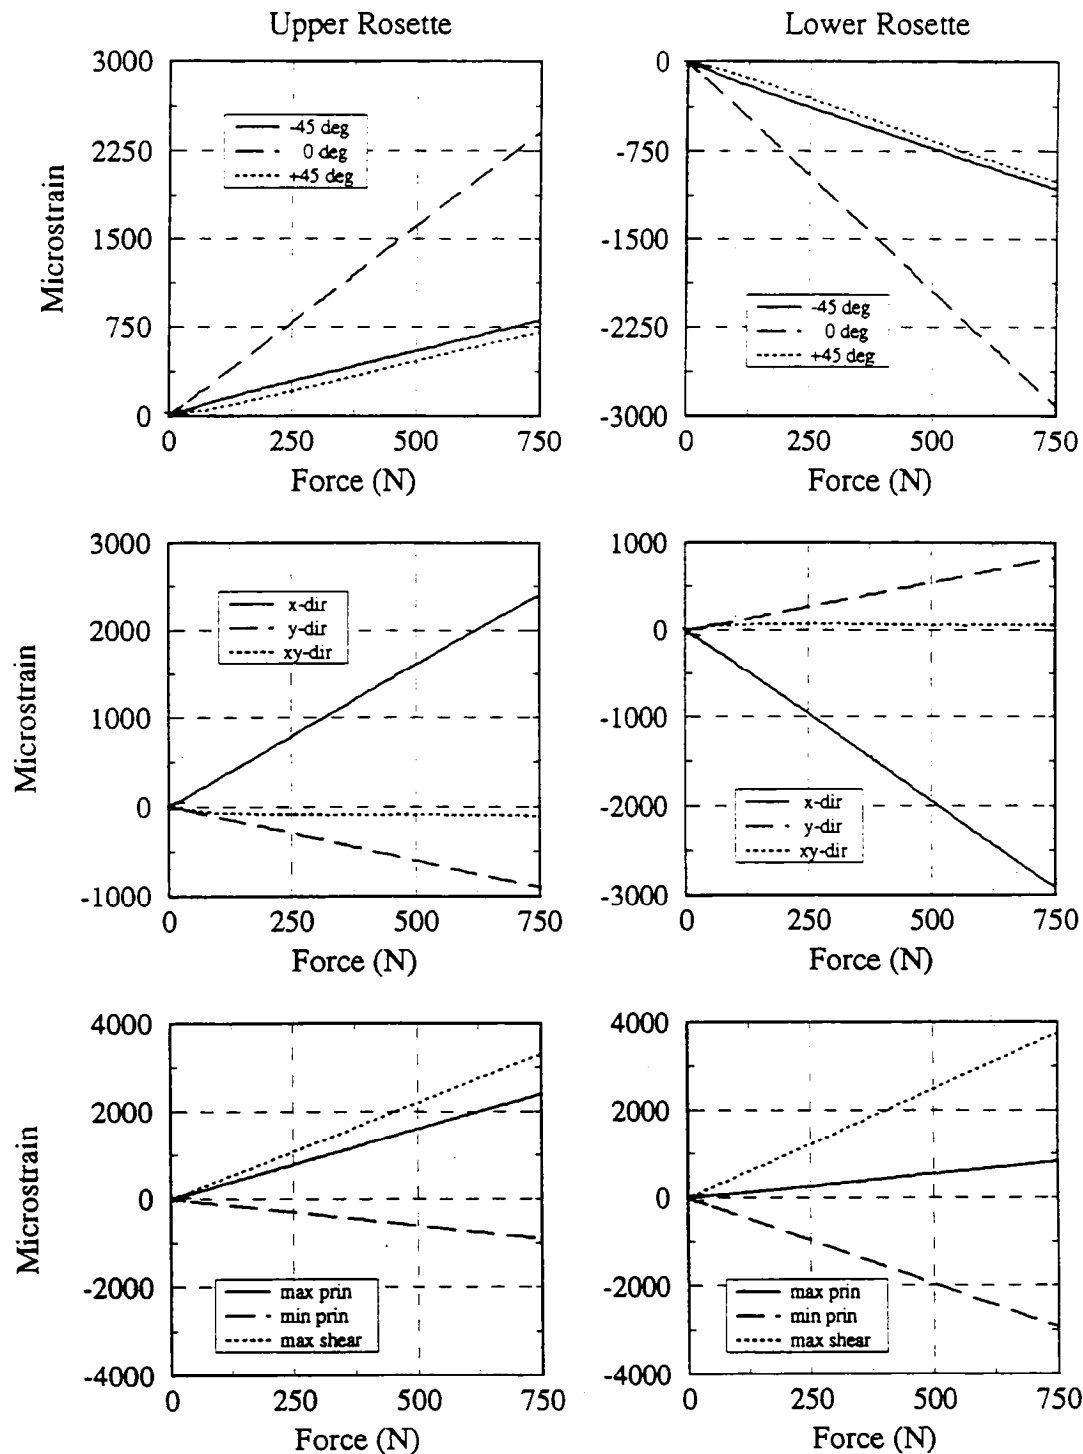 Upper Rosette
3000
2250
1500
750
0
Microstrain
-45 deg
0 deg
+45 deg
0 250 500 750
Force (N)
Lower Rosette
0
-750
-1500
-2250
-3000
-45 deg
0 deg
+45 deg
0 250 500 750
Force (N)
3000
2000
1000
0
-1000
Microstrain
x-dir
y-dir
xy-dir
0 250 500 750
Force (N)
1000
0
-1000
-2000
-3000
x-dir
y-dir
xy-dir
0 250 500 750
Force (N)
4000
2000
0
-2000
-4000
Microstrain
max prin
min prin
max shear
0 250 500 750
Force (N)
4000
2000
0
-2000
-4000
max prin
min prin
max shear
0 250 500 750
Force (N)